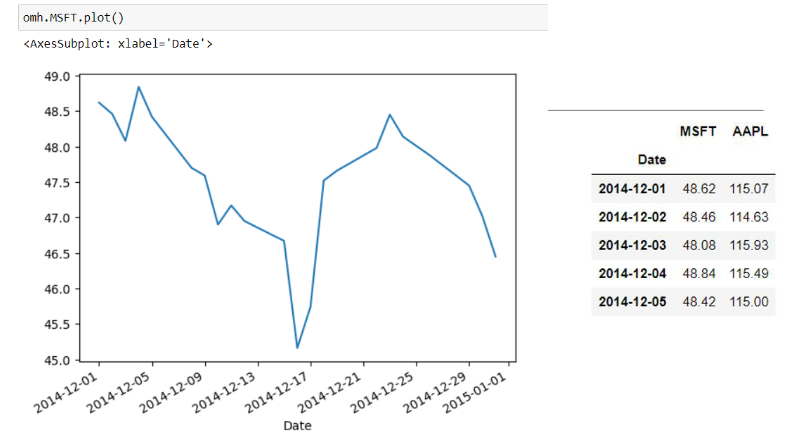 omh.MSFT.plot()
<AxesSubplot: xlabel='Date'>
49.0
48.5
48.0
47.5
47.0
46.5
46.0
45.5
45.0
2014-12-01
2014-12-05
2014-12-09
2014-12-13
2014-12-17
2014-12-21
2014-12-25
2014-12-29
2015-01-01
Date
MSFT AAPL
Date
2014-12-01 48.62 115.07
2014-12-02 48.46 114.63
2014-12-03 48.08 115.93
2014-12-04 48.84 115.49
2014-12-05 48.42 115.00